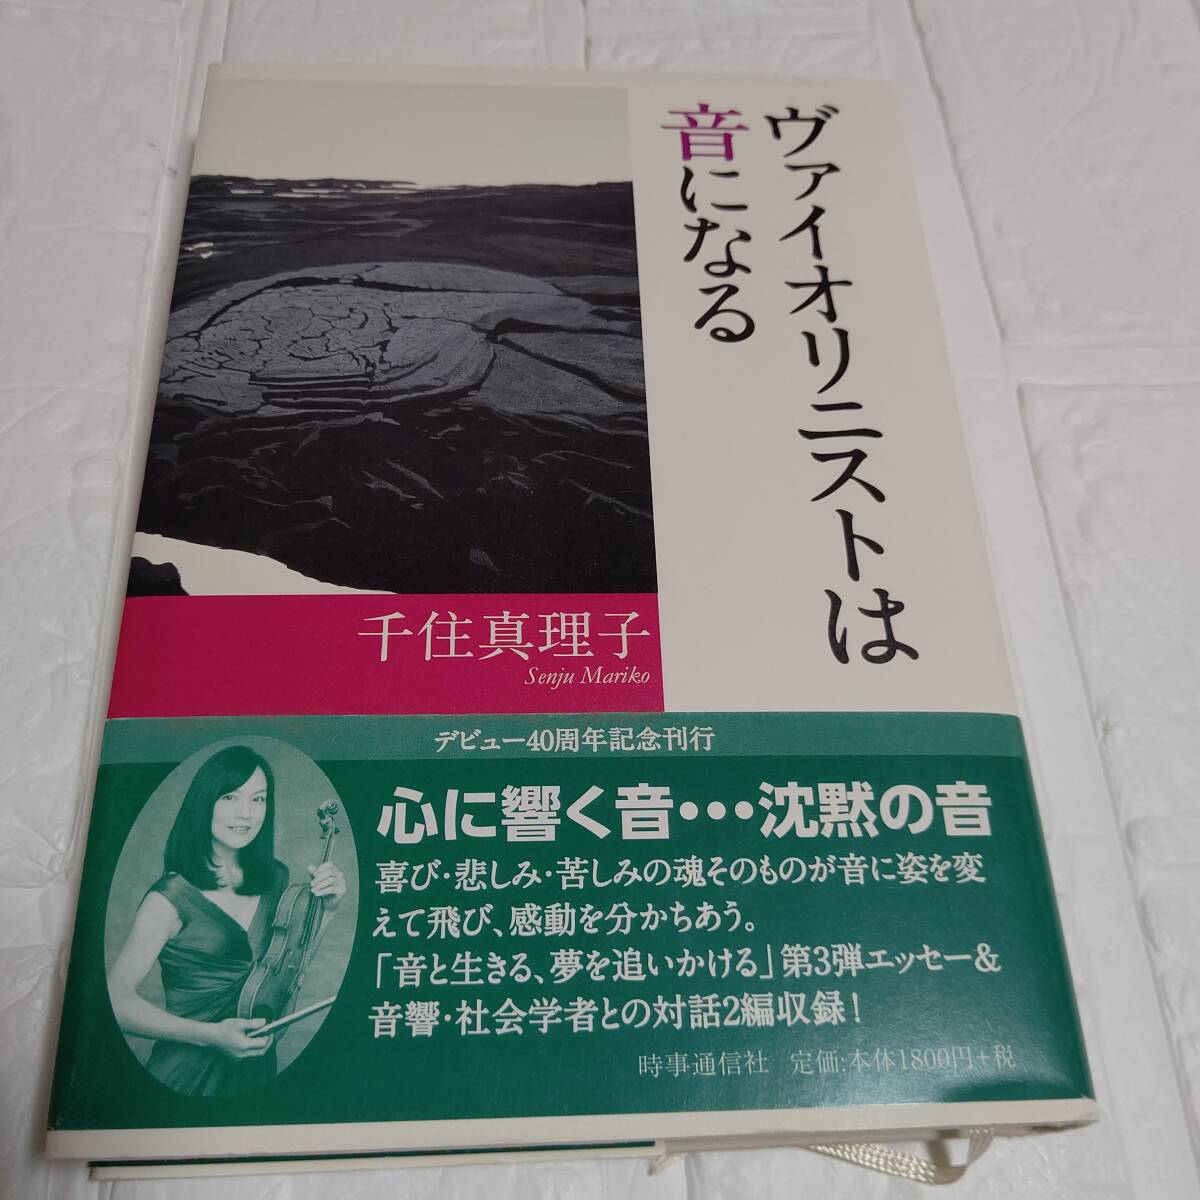 ヴァイオリニストは
音になる
千住真理子
Senju Mariko
デビュー40周年記念刊行
心に響く音・・・沈黙の音
喜び・悲しみ・苦しみの魂そのものが音に姿を変
えて飛び、感動を分かちあう。
「音と生きる、夢を追いかける」第3弾エッセー&
音響・社会学者との対話2編収録!
時事通信社 定価:本体1800円+税